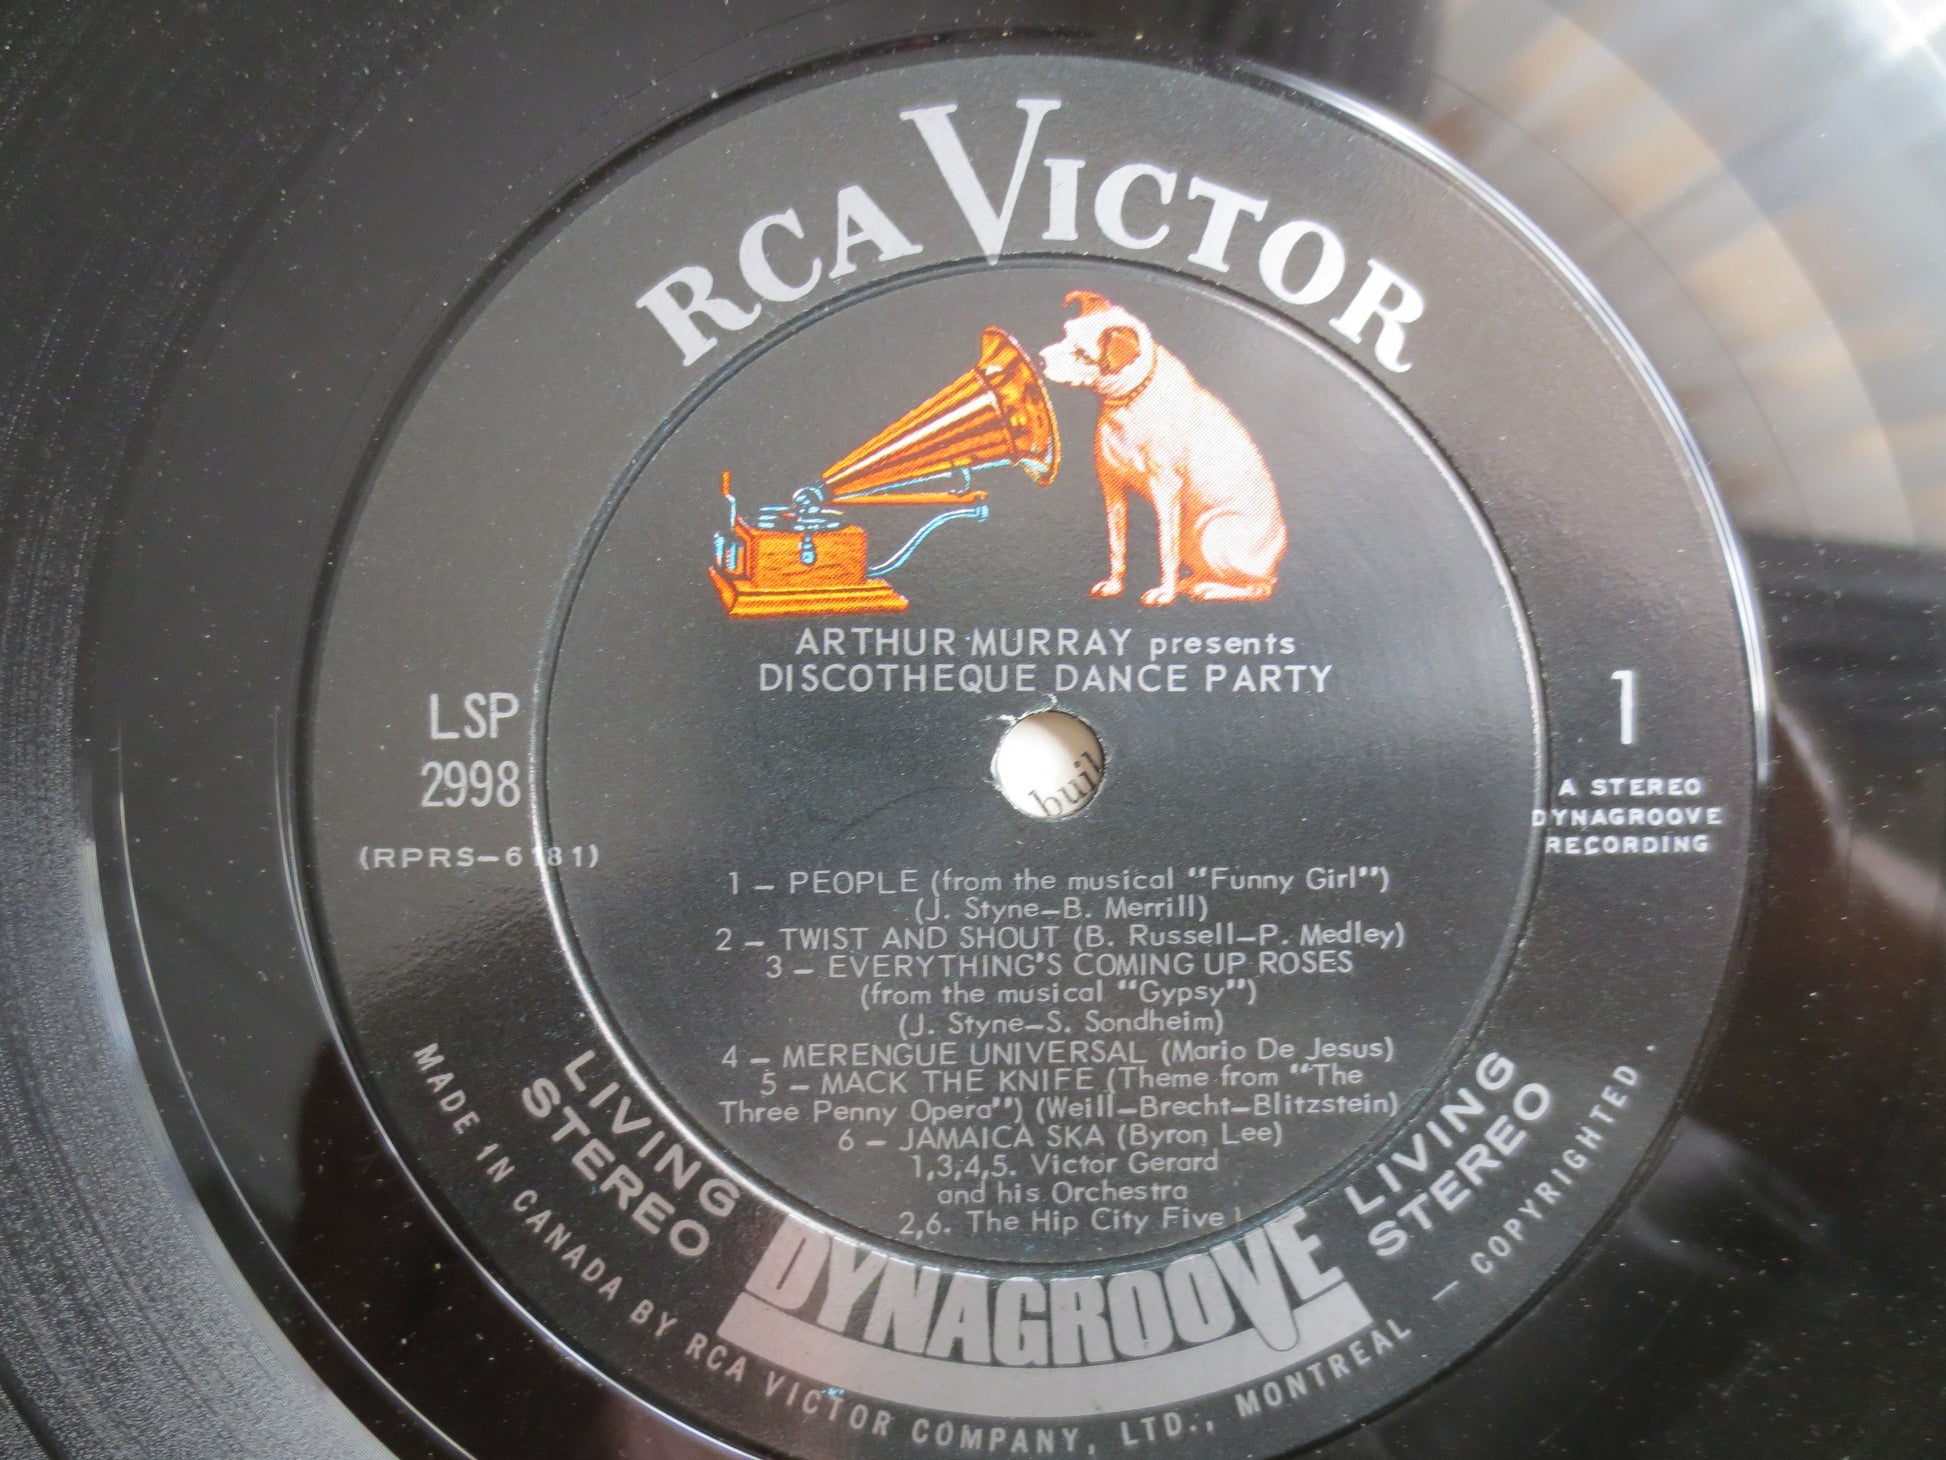 RCA VICTOR
ARTHUR MURRAY presents
DISCOTHEQUE DANCE PARTY
LSP
2998
(RPRS–6181)
1
A STEREO
DYNAGROOVE
RECORDING
buil
1 – PEOPLE (from the musical "Funny Girl")
(J. Styne–B. Merrill)
2 – TWIST AND SHOUT (B. Russell–P. Medley)
3 – EVERYTHING'S COMING UP ROSES
(from the musical "Gypsy")
(J. Styne–S. Sondheim)
4 – MERENGUE UNIVERSAL (Mario De Jesus)
5 – MACK THE KNIFE (Theme from "The
Three Penny Opera") (Weill–Brecht–Blitzstein)
6 – JAMAICA SKA (Byron Lee)
1,3,4,5. Victor Gerard
and his Orchestra
2,6. The Hip City Five
LIVING
STEREO
DYNAGROOVE
LIVING
STEREO
MADE IN CANADA BY RCA VICTOR COMPANY, LTD., MONTREAL — COPYRIGHTED.